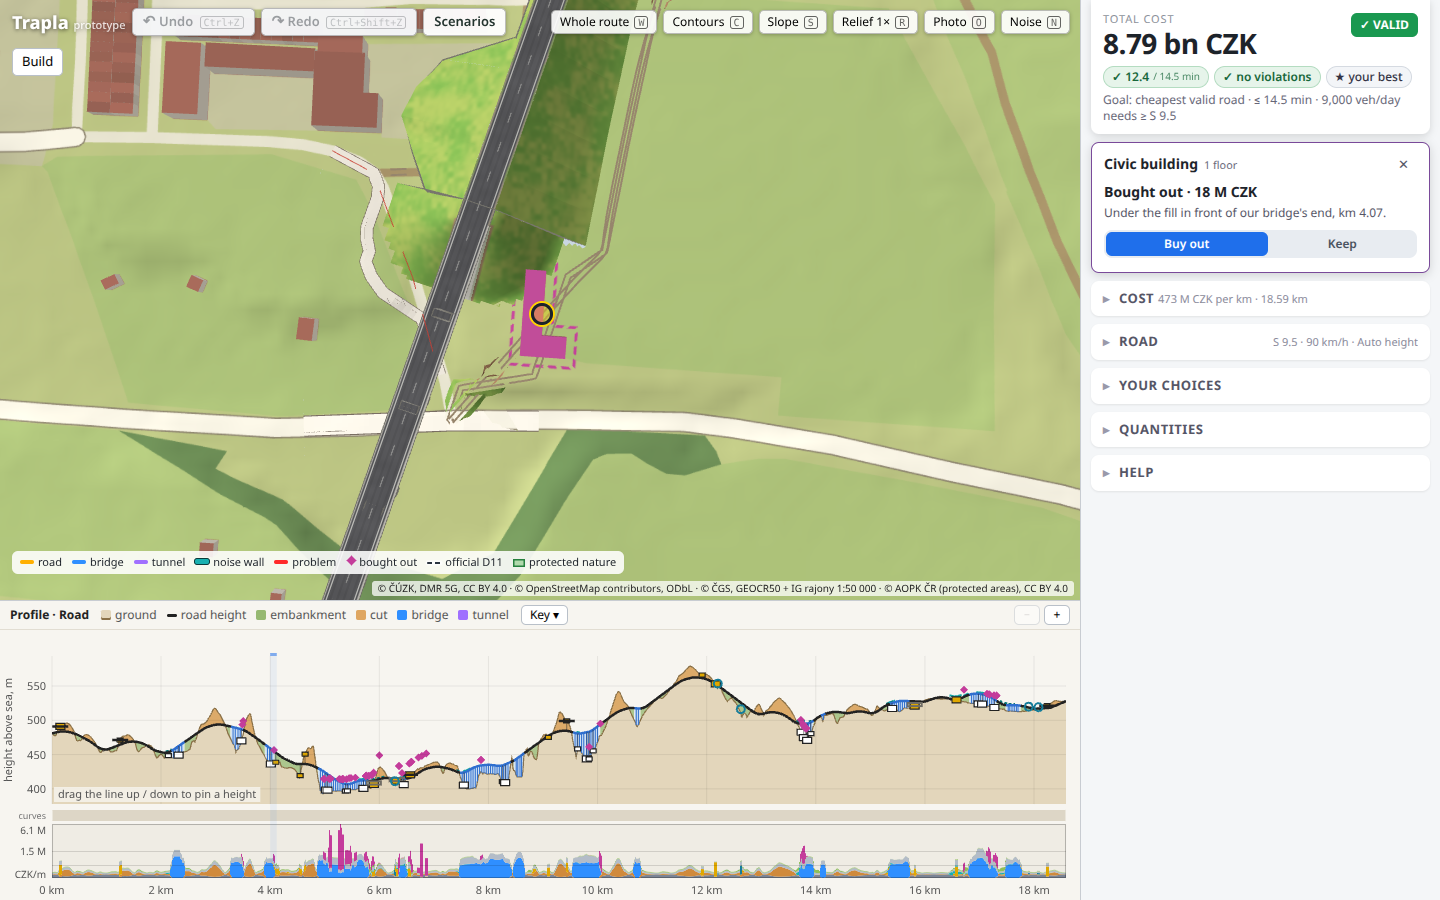 Trapla prototype
↶ Undo Ctrl+Z
↷ Redo Ctrl+Shift+Z
Scenarios
Whole route W
Contours C
Slope S
Relief 1× R
Photo O
Noise N
Build
road
bridge
tunnel
noise wall
problem
bought out
official D11
protected nature
© ČÚZK, DMR 5G, CC BY 4.0 · © OpenStreetMap contributors, ODbL · © ČGS, GEOCR50 + IG rajony 1:50 000 · © AOPK ČR (protected areas), CC BY 4.0
TOTAL COST
8.79 bn CZK
✓ VALID
✓ 12.4 / 14.5 min
✓ no violations
★ your best
Goal: cheapest valid road · ≤ 14.5 min · 9,000 veh/day
needs ≥ S 9.5
Civic building 1 floor
✕
Bought out · 18 M CZK
Under the fill in front of our bridge's end, km 4.07.
Buy out
Keep
▶ COST 473 M CZK per km · 18.59 km
▶ ROAD S 9.5 · 90 km/h · Auto height
▶ YOUR CHOICES
▶ QUANTITIES
▶ HELP
Profile · Road
ground
road height
embankment
cut
bridge
tunnel
Key ▾
−
+
height above sea, m
550
500
450
400
drag the line up / down to pin a height
curves
6.1 M
1.5 M
CZK/m
0 km
2 km
4 km
6 km
8 km
10 km
12 km
14 km
16 km
18 km